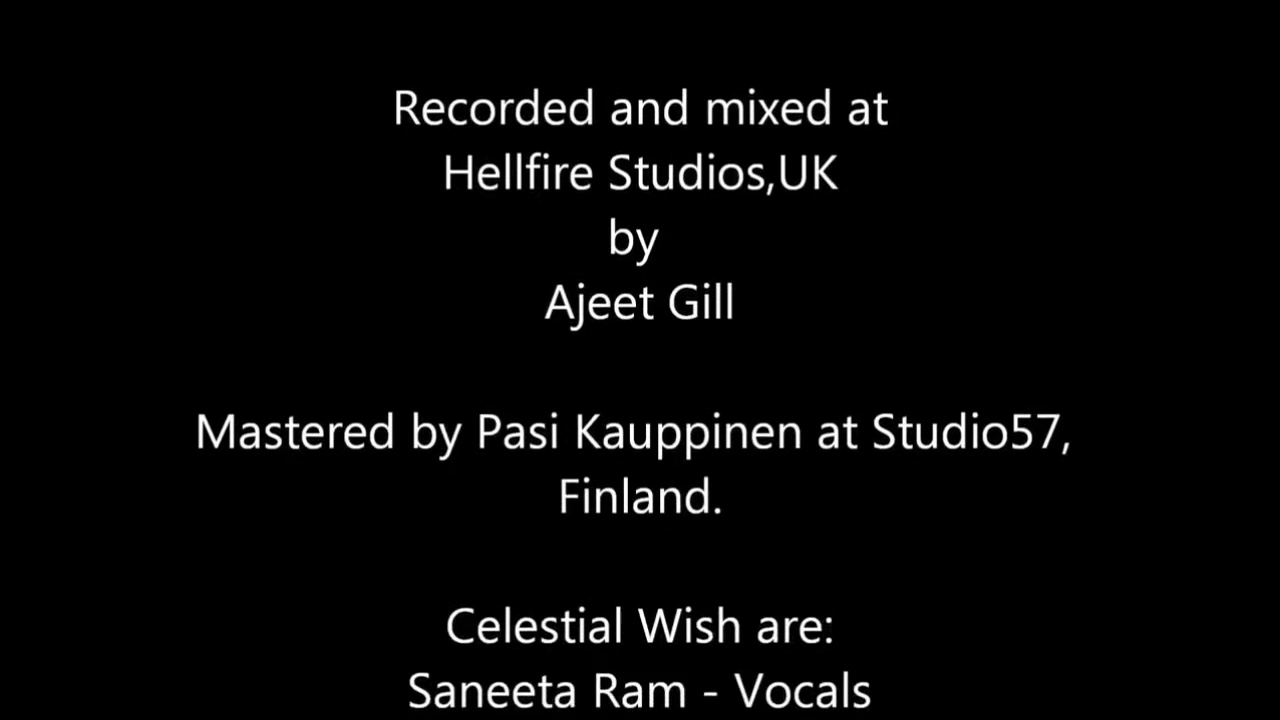 Recorded and mixed at
Hellfire Studios,UK
by
Ajeet Gill
Mastered by Pasi Kauppinen at Studio57,
Finland.
Celestial Wish are:
Saneeta Ram - Vocals